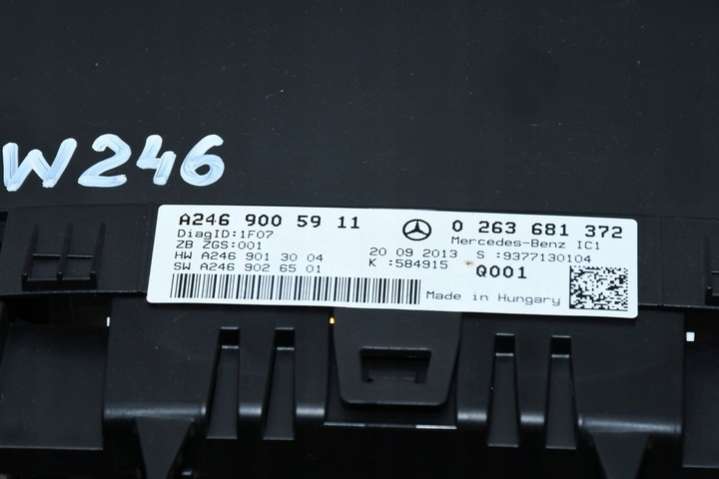 W246
A246 900 59 11
0 263 681 372
DiagID:1F07
Mercedes-Benz IC1
ZB ZGS:001
20 09 2013 S :9377130104
HW A246 901 30 04
K :584915 Q001
SW A246 902 65 01
Made in Hungary